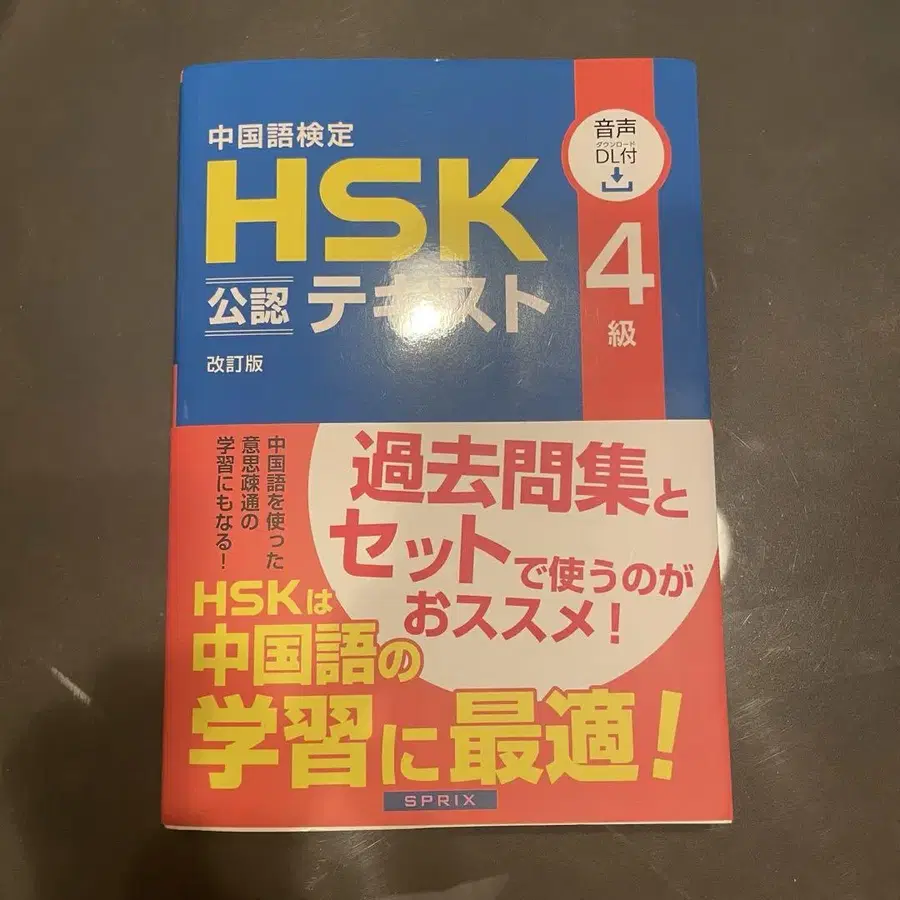 中国語検定
HSK
公認 テキスト
改訂版
音声
ダウンロード
DL付
4
級
中国語を使った
意思疎通の
学習にもなる!
過去問集と
セットで使うのが
おススメ!
HSKは
中国語の
学習に最適!
SPRIX